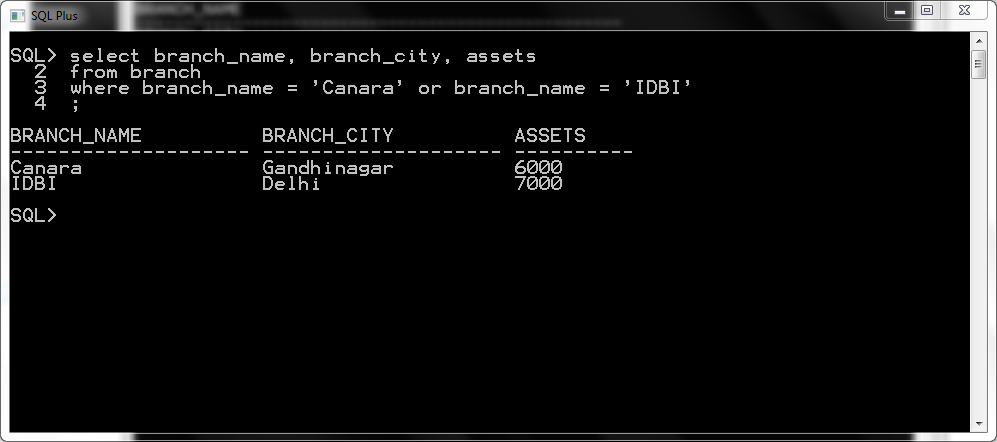 SQL Plus
SQL> select branch_name, branch_city, assets
2 from branch
3 where branch_name = 'Canara' or branch_name = 'IDBI'
4 ;
BRANCH_NAME BRANCH_CITY ASSETS
-------------------- -------------------- ----------
Canara Gandhinagar 6000
IDBI Delhi 7000
SQL>